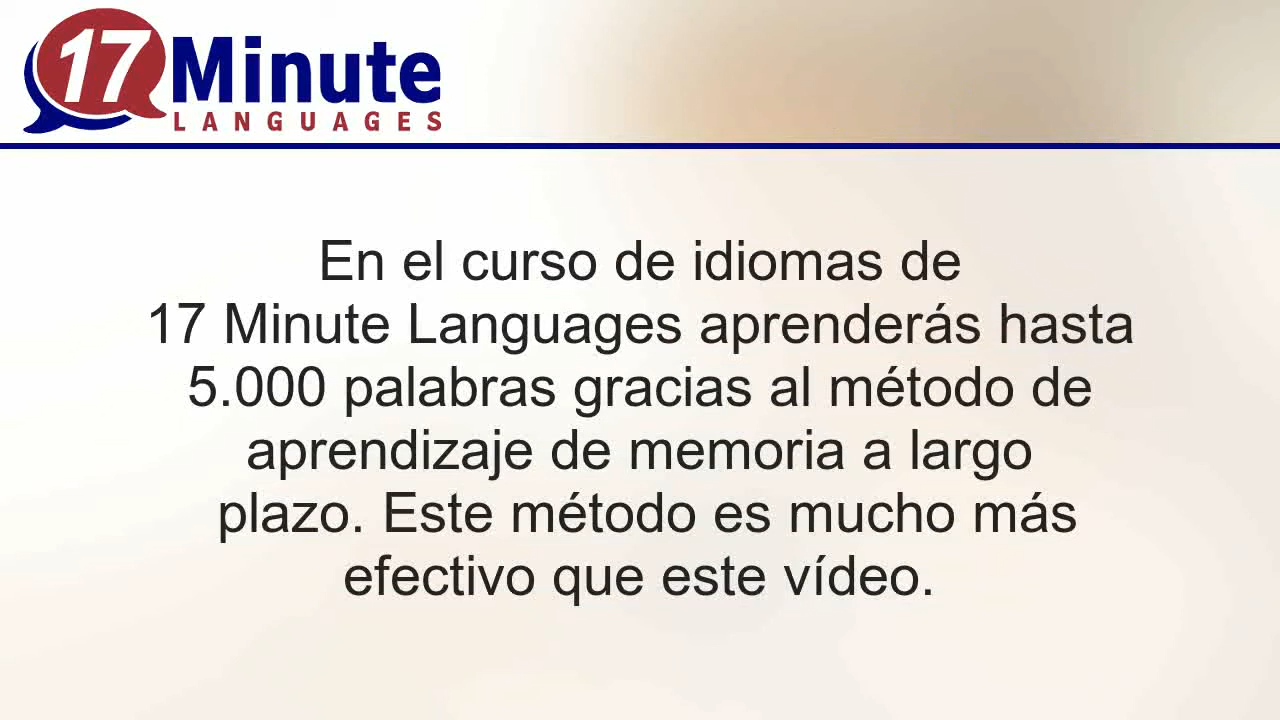 17 Minute
LANGUAGES
En el curso de idiomas de
17 Minute Languages aprenderás hasta
5.000 palabras gracias al método de
aprendizaje de memoria a largo
plazo. Este método es mucho más
efectivo que este vídeo.